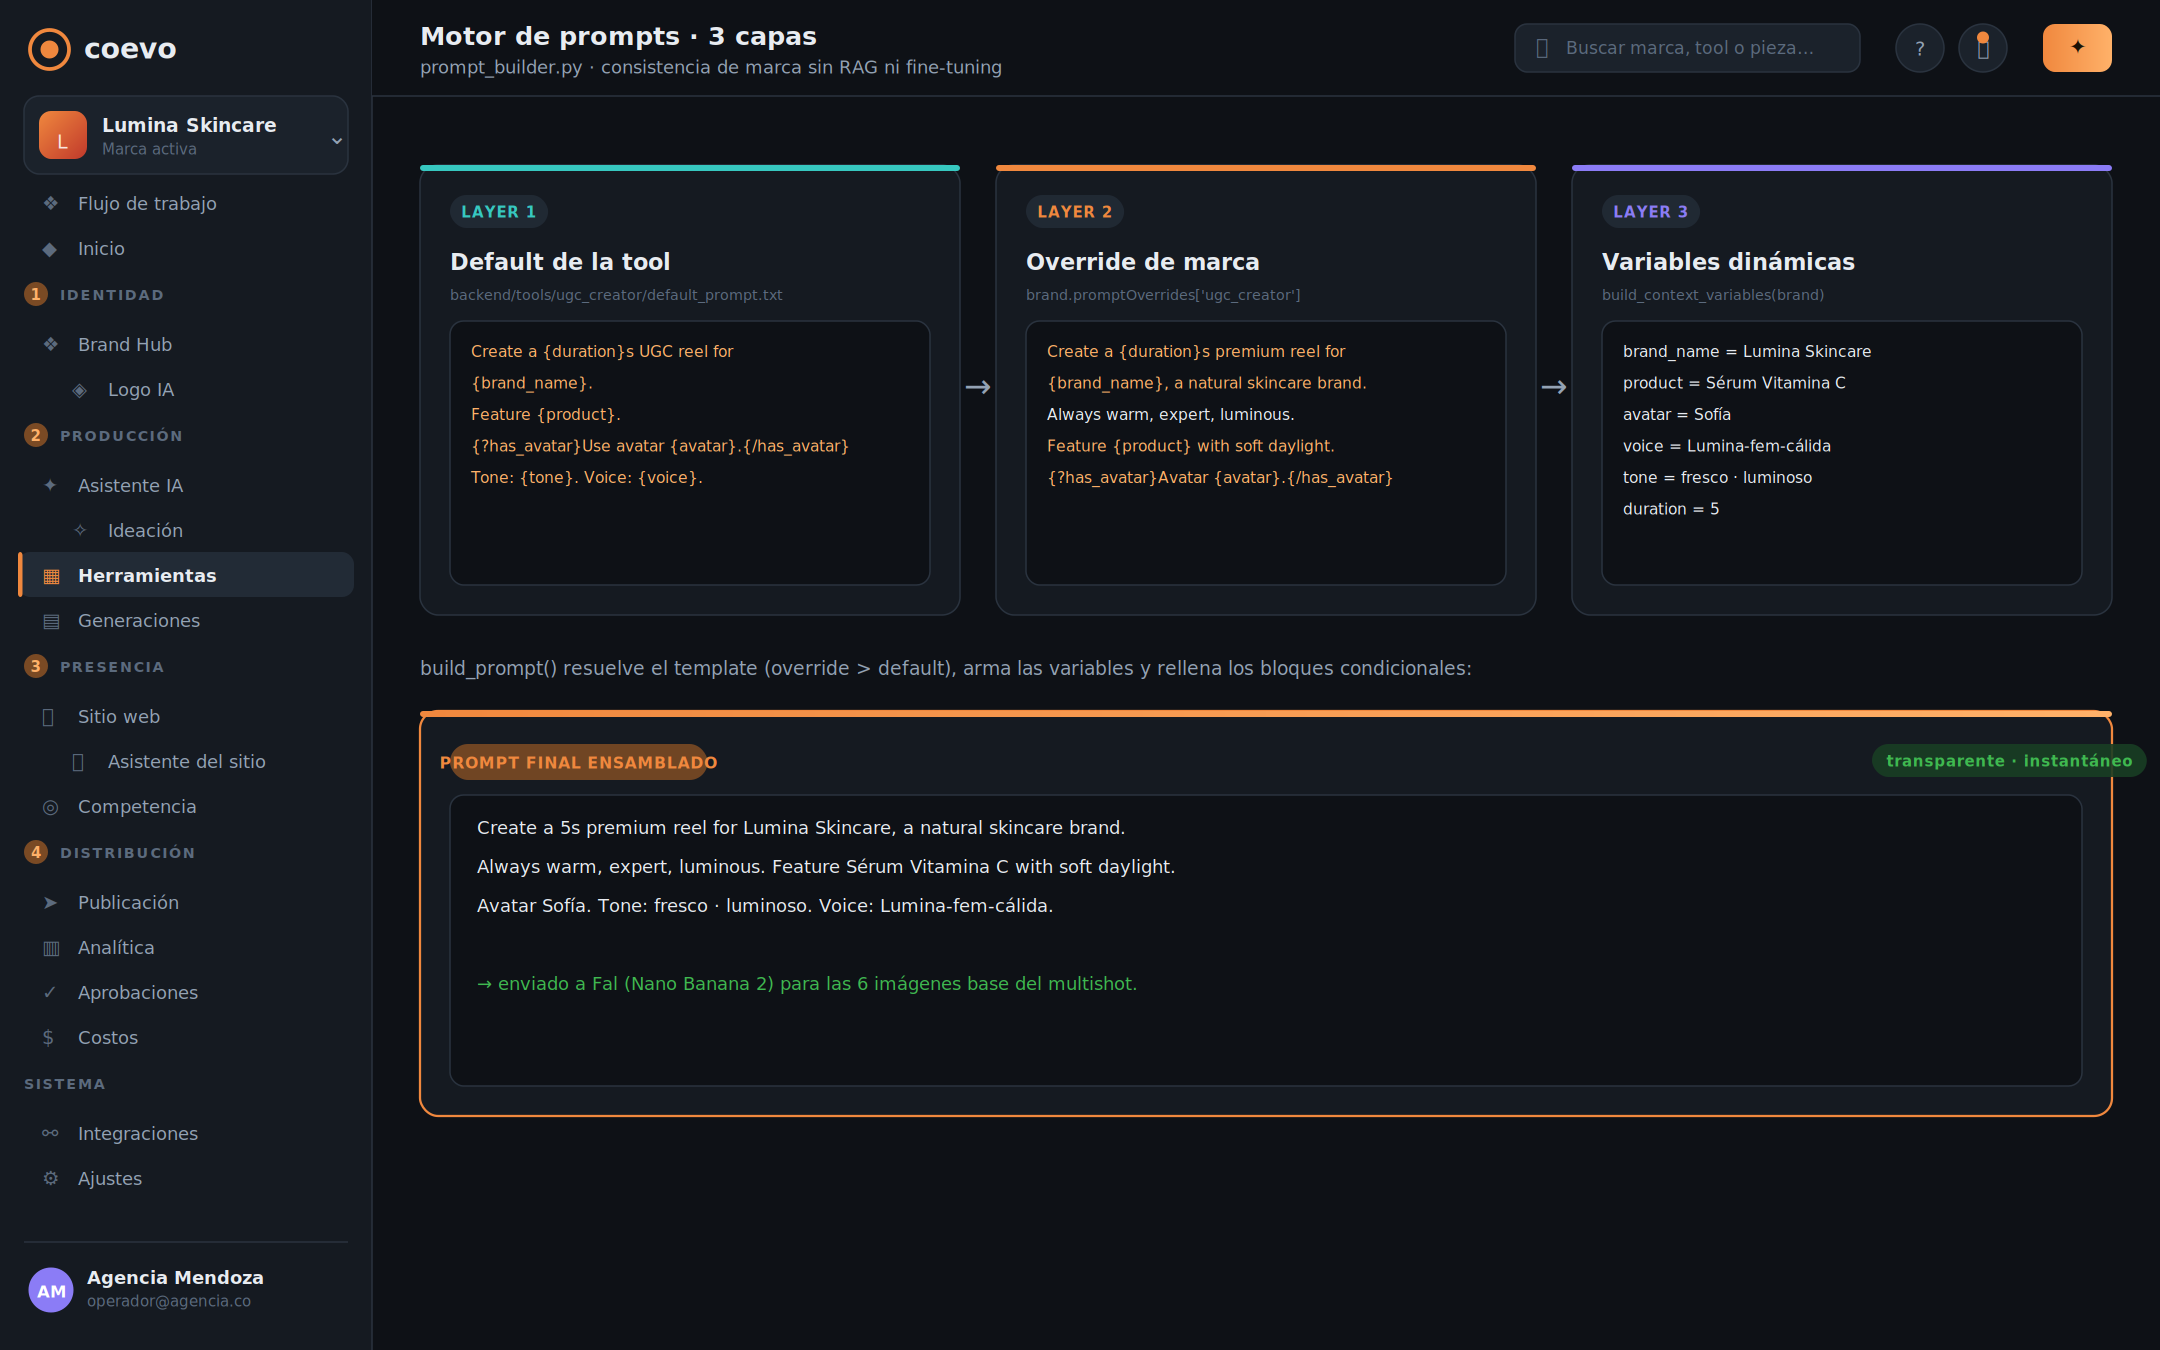 coevo
L
Lumina Skincare
Marca activa
Flujo de trabajo
Inicio
1 IDENTIDAD
Brand Hub
Logo IA
2 PRODUCCIÓN
Asistente IA
Ideación
Herramientas
Generaciones
3 PRESENCIA
Sitio web
Asistente del sitio
Competencia
4 DISTRIBUCIÓN
Publicación
Analítica
Aprobaciones
$ Costos
SISTEMA
Integraciones
Ajustes
AM
Agencia Mendoza
operador@agencia.co
Motor de prompts · 3 capas
prompt_builder.py · consistencia de marca sin RAG ni fine-tuning
Buscar marca, tool o pieza...
?
LAYER 1
Default de la tool
backend/tools/ugc_creator/default_prompt.txt
Create a {duration}s UGC reel for
{brand_name}.
Feature {product}.
{?has_avatar}Use avatar {avatar}.{/has_avatar}
Tone: {tone}. Voice: {voice}.
→
LAYER 2
Override de marca
brand.promptOverrides['ugc_creator']
Create a {duration}s premium reel for
{brand_name}, a natural skincare brand.
Always warm, expert, luminous.
Feature {product} with soft daylight.
{?has_avatar}Avatar {avatar}.{/has_avatar}
→
LAYER 3
Variables dinámicas
build_context_variables(brand)
brand_name = Lumina Skincare
product = Sérum Vitamina C
avatar = Sofía
voice = Lumina-fem-cálida
tone = fresco · luminoso
duration = 5
build_prompt() resuelve el template (override > default), arma las variables y rellena los bloques condicionales:
PROMPT FINAL ENSAMBLADO
transparente · instantáneo
Create a 5s premium reel for Lumina Skincare, a natural skincare brand.
Always warm, expert, luminous. Feature Sérum Vitamina C with soft daylight.
Avatar Sofía. Tone: fresco · luminoso. Voice: Lumina-fem-cálida.
→ enviado a Fal (Nano Banana 2) para las 6 imágenes base del multishot.